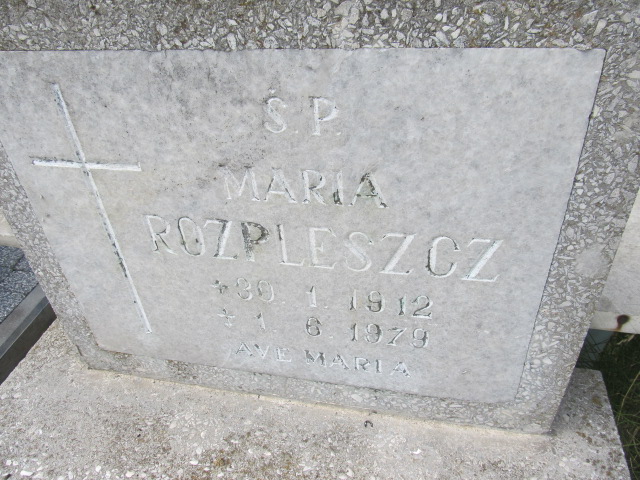 Ś.P.
MARIA
ROZPLESZCZ
*30. 1. 1912
+ 1. 6. 1979
AVE MARIA